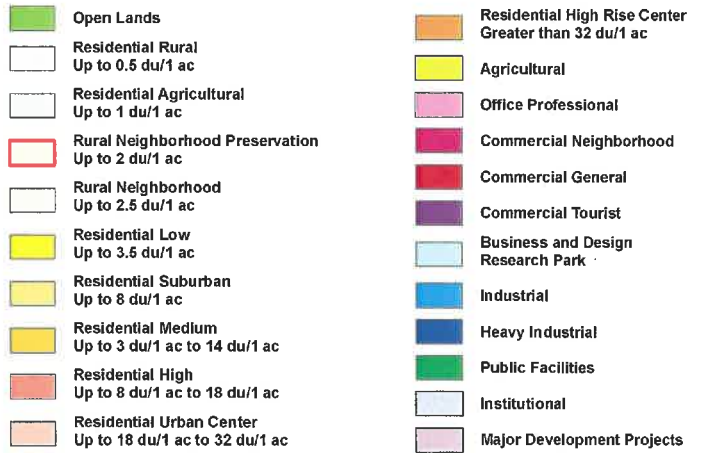 Open Lands
Residential Rural
Up to 0.5 du/1 ac
Residential Agricultural
Up to 1 du/1 ac
Rural Neighborhood Preservation
Up to 2 du/1 ac
Rural Neighborhood
Up to 2.5 du/1 ac
Residential Low
Up to 3.5 du/1 ac
Residential Suburban
Up to 8 du/1 ac
Residential Medium
Up to 3 du/1 ac to 14 du/1 ac
Residential High
Up to 8 du/1 ac to 18 du/1 ac
Residential Urban Center
Up to 18 du/1 ac to 32 du/1 ac
Residential High Rise Center
Greater than 32 du/1 ac
Agricultural
Office Professional
Commercial Neighborhood
Commercial General
Commercial Tourist
Business and Design
Research Park
Industrial
Heavy Industrial
Public Facilities
Institutional
Major Development Projects